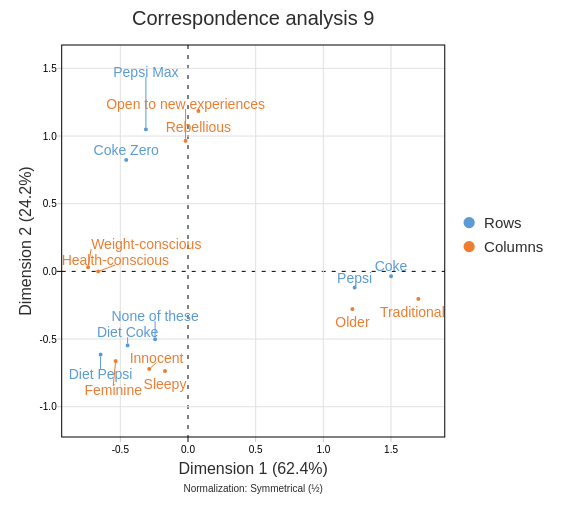 Correspondence analysis 9
Dimension 2 (24.2%)
1.5
1.0
0.5
0.0
-0.5
-1.0
Pepsi Max
Open to new experiences
Rebellious
Coke Zero
Weight-conscious
Health-conscious
Coke
Pepsi
Traditional
Older
None of these
Diet Coke
Innocent
Diet Pepsi
Feminine
Sleepy
Rows
Columns
-0.5
0.0
0.5
1.0
1.5
Dimension 1 (62.4%)
Normalization: Symmetrical (½)